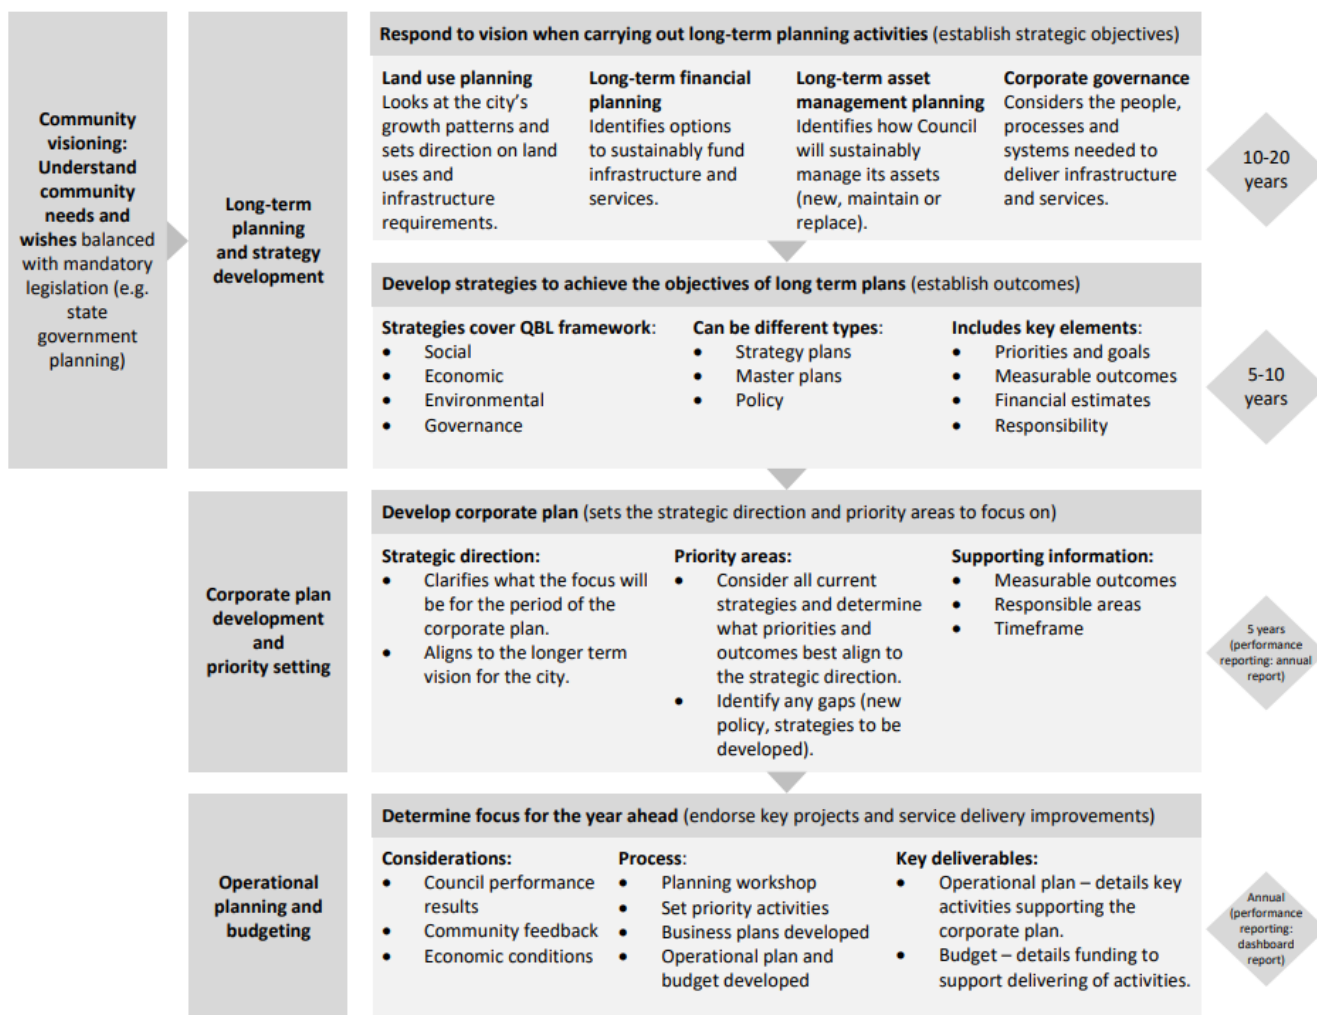 Community
visioning:
Understand
community
needs and
wishes balanced
with mandatory
legislation (e.g.
state
government
planning)
Long-term
planning
and strategy
development
Respond to vision when carrying out long-term planning activities (establish strategic objectives)
Land use planning
Looks at the city's
growth patterns and
sets direction on land
uses and
infrastructure
requirements.
Long-term financial
planning
Identifies options
to sustainably fund
infrastructure and
services.
Long-term asset
management planning
Identifies how Council
will sustainably
manage its assets
(new, maintain or
replace).
Corporate governance
Considers the people,
processes and
systems needed to
deliver infrastructure
and services.
10-20
years
Develop strategies to achieve the objectives of long term plans (establish outcomes)
Strategies cover QBL framework:
• Social
• Economic
• Environmental
• Governance
Can be different types:
• Strategy plans
• Master plans
• Policy
Includes key elements:
• Priorities and goals
• Measurable outcomes
• Financial estimates
• Responsibility
5-10
years
Corporate plan
development
and
priority setting
Develop corporate plan (sets the strategic direction and priority areas to focus on)
Strategic direction:
• Clarifies what the focus will
be for the period of the
corporate plan.
• Aligns to the longer term
vision for the city.
Priority areas:
• Consider all current
strategies and determine
what priorities and
outcomes best align to
the strategic direction.
• Identify any gaps (new
policy, strategies to be
developed).
Supporting information:
• Measurable outcomes
• Responsible areas
• Timeframe
5 years
(performance
reporting: annual
report)
Operational
planning and
budgeting
Determine focus for the year ahead (endorse key projects and service delivery improvements)
Considerations:
• Council performance
results
• Community feedback
• Economic conditions
Process:
• Planning workshop
• Set priority activities
• Business plans developed
• Operational plan and
budget developed
Key deliverables:
• Operational plan – details key
activities supporting the
corporate plan.
• Budget – details funding to
support delivering of activities.
Annual
(performance
reporting:
dashboard
report)